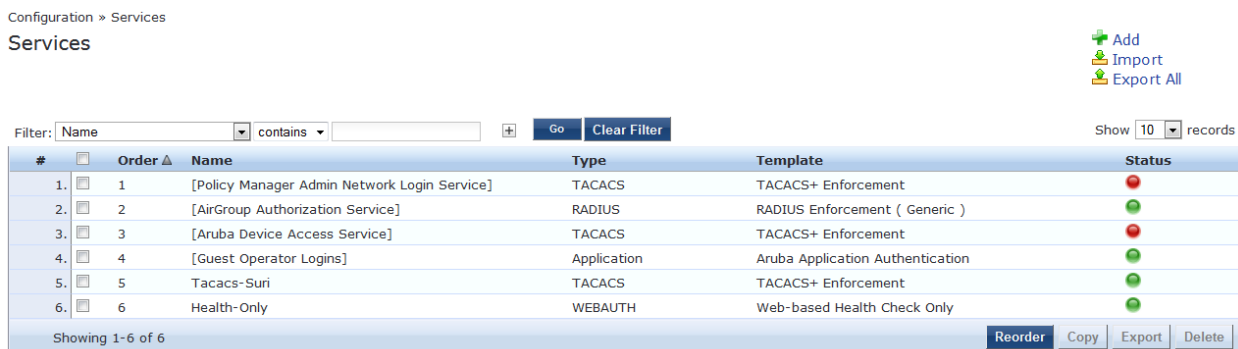 Configuration » Services
Services
Add
Import
Export All
Filter: Name contains + Go Clear Filter Show 10 records
# Order Name Type Template Status
1. 1 [Policy Manager Admin Network Login Service] TACACS TACACS+ Enforcement
2. 2 [AirGroup Authorization Service] RADIUS RADIUS Enforcement ( Generic )
3. 3 [Aruba Device Access Service] TACACS TACACS+ Enforcement
4. 4 [Guest Operator Logins] Application Aruba Application Authentication
5. 5 Tacacs-Suri TACACS TACACS+ Enforcement
6. 6 Health-Only WEBAUTH Web-based Health Check Only
Showing 1-6 of 6 Reorder Copy Export Delete